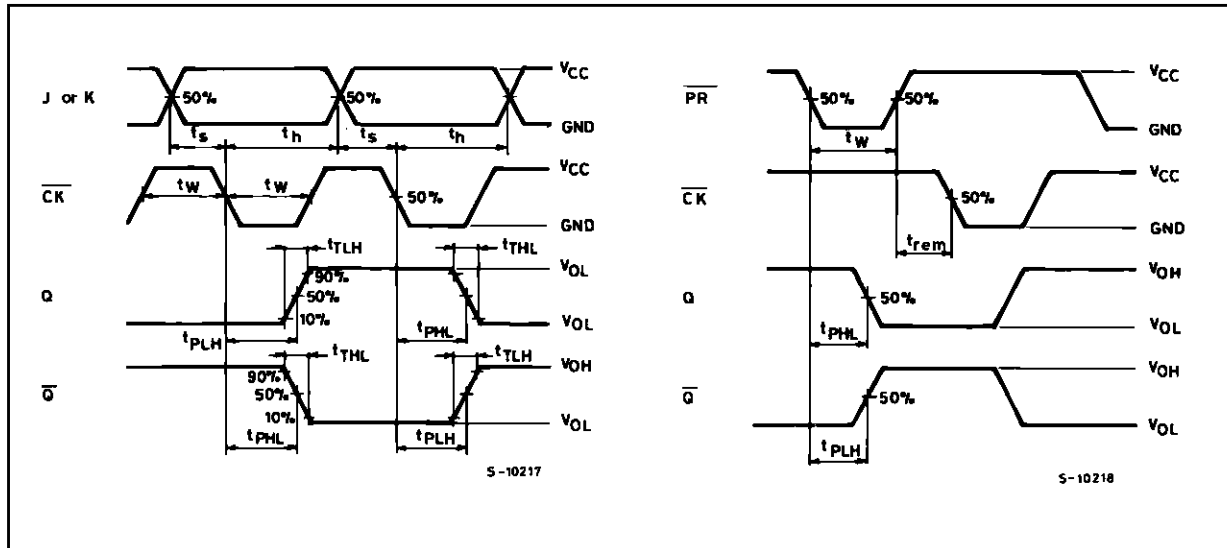 J or K
50%
50%
VCC
GND
ts
th
ts
th
CK
tW
tW
50%
VCC
GND
tTLH
tTHL
Q
90%
50%
10%
VOL
VOL
tPLH
tPHL
tTHL
tTLH
Q
90%
50%
10%
VOH
VOL
tPHL
tPLH
S-10217
PR
50%
50%
VCC
GND
tW
CK
50%
VCC
GND
trem
Q
50%
VOH
VOL
tPHL
Q
50%
VOH
VOL
tPLH
S-10218